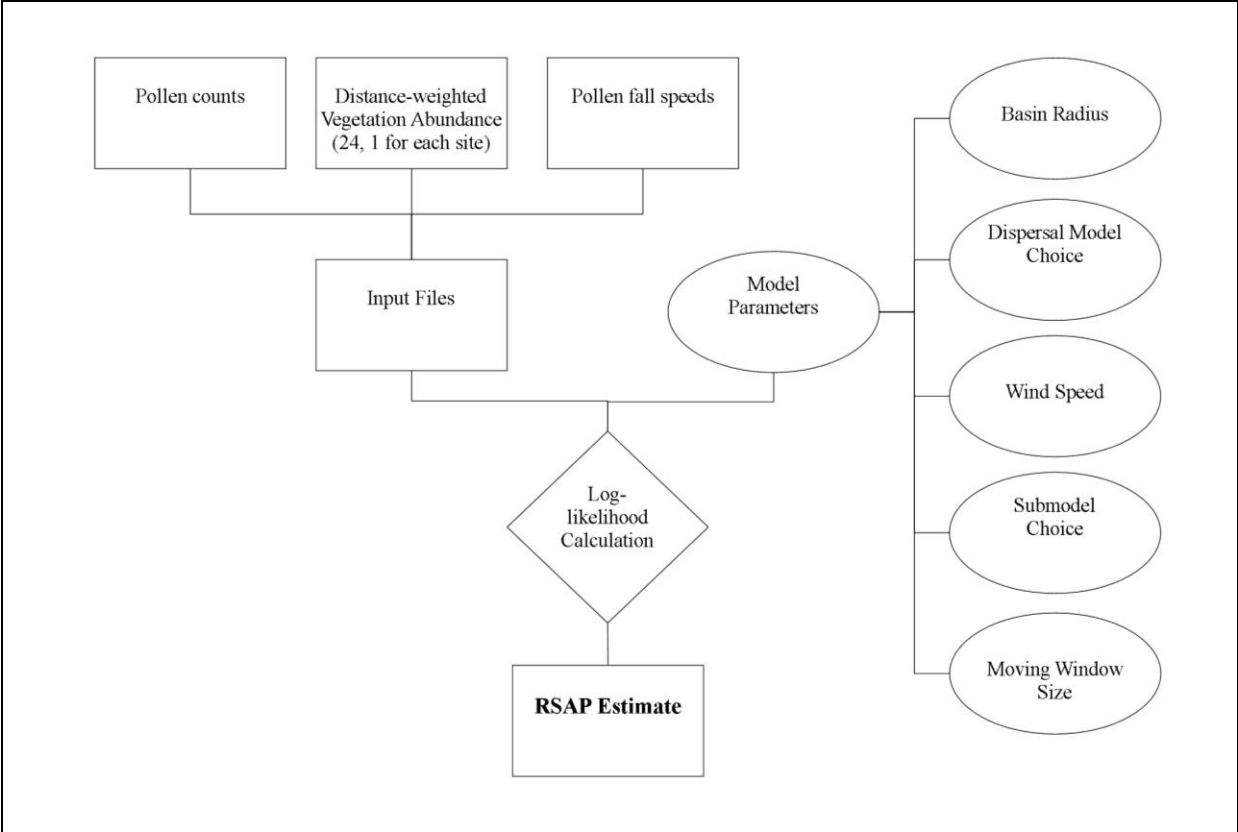 Pollen counts
Distance-weighted
Vegetation Abundance
(24, 1 for each site)
Pollen fall speeds
Input Files
Model
Parameters
Basin Radius
Dispersal Model
Choice
Wind Speed
Submodel
Choice
Moving Window
Size
Log-
likelihood
Calculation
RSAP Estimate